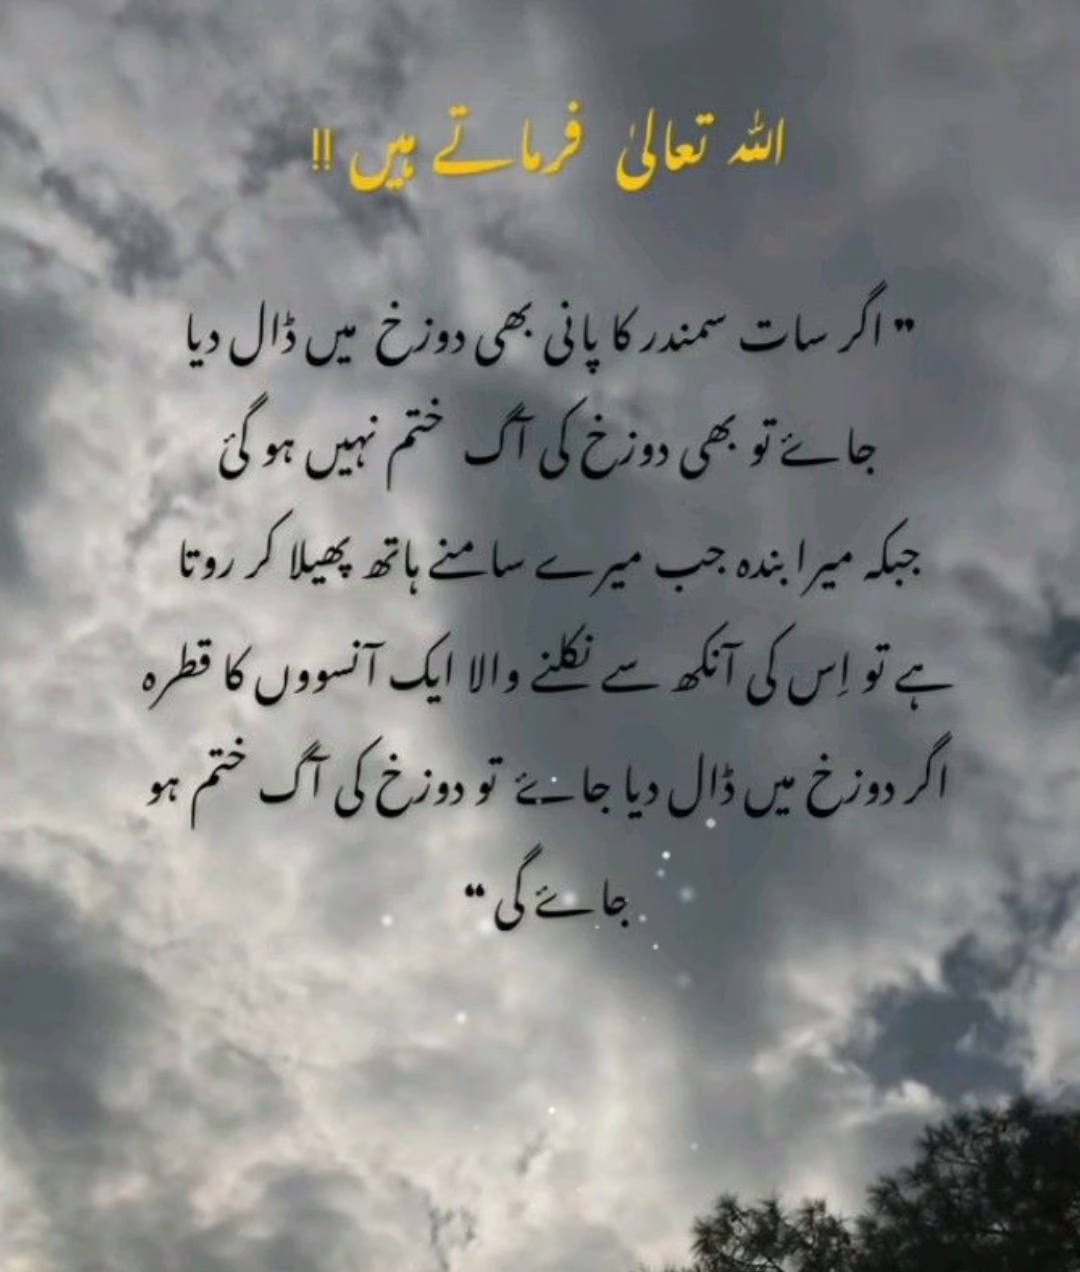 اللہ تعالیٰ فرماتے ہیں !!
" اگر سات سمندر کا پانی بھی دوزخ میں ڈال دیا
جائے تو بھی دوزخ کی آگ ختم نہیں ہو گئ
جبکہ میرا بندہ جب میرے سامنے ہاتھ پھیلا کر روتا
ہے تو اِس کی آنکھ سے نکلنے والا ایک آنسووں کا قطرہ
اگر دوزخ میں ڈال دیا جائے تو دوزخ کی آگ ختم ہو
جائے گی "